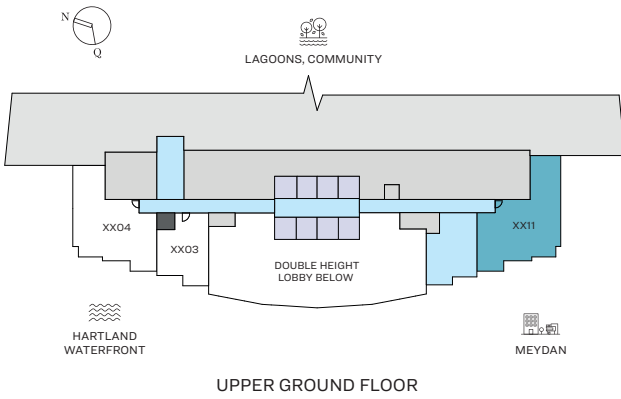 N
Q
LAGOONS, COMMUNITY
XX04
XX03
XX11
DOUBLE HEIGHT
LOBBY BELOW
HARTLAND
WATERFRONT
MEYDAN
UPPER GROUND FLOOR